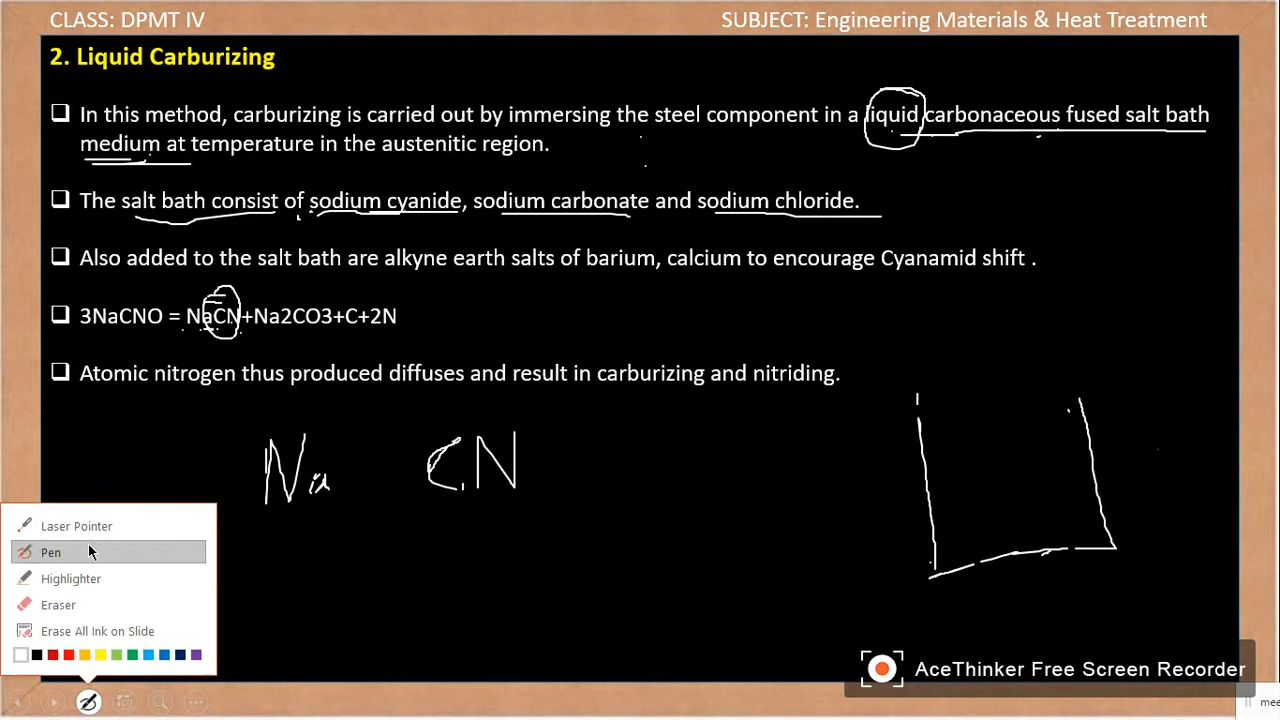 CLASS: DPMT IV
SUBJECT: Engineering Materials & Heat Treatment
2. Liquid Carburizing
In this method, carburizing is carried out by immersing the steel component in a liquid carbonaceous fused salt bath
medium at temperature in the austenitic region.
The salt bath consist of sodium cyanide, sodium carbonate and sodium chloride.
Also added to the salt bath are alkyne earth salts of barium, calcium to encourage Cyanamid shift .
3NaCNO = NaCN+Na2CO3+C+2N
Atomic nitrogen thus produced diffuses and result in carburizing and nitriding.
Na CN
Laser Pointer
Pen
Highlighter
Eraser
Erase All Ink on Slide
AceThinker Free Screen Recorder
mee